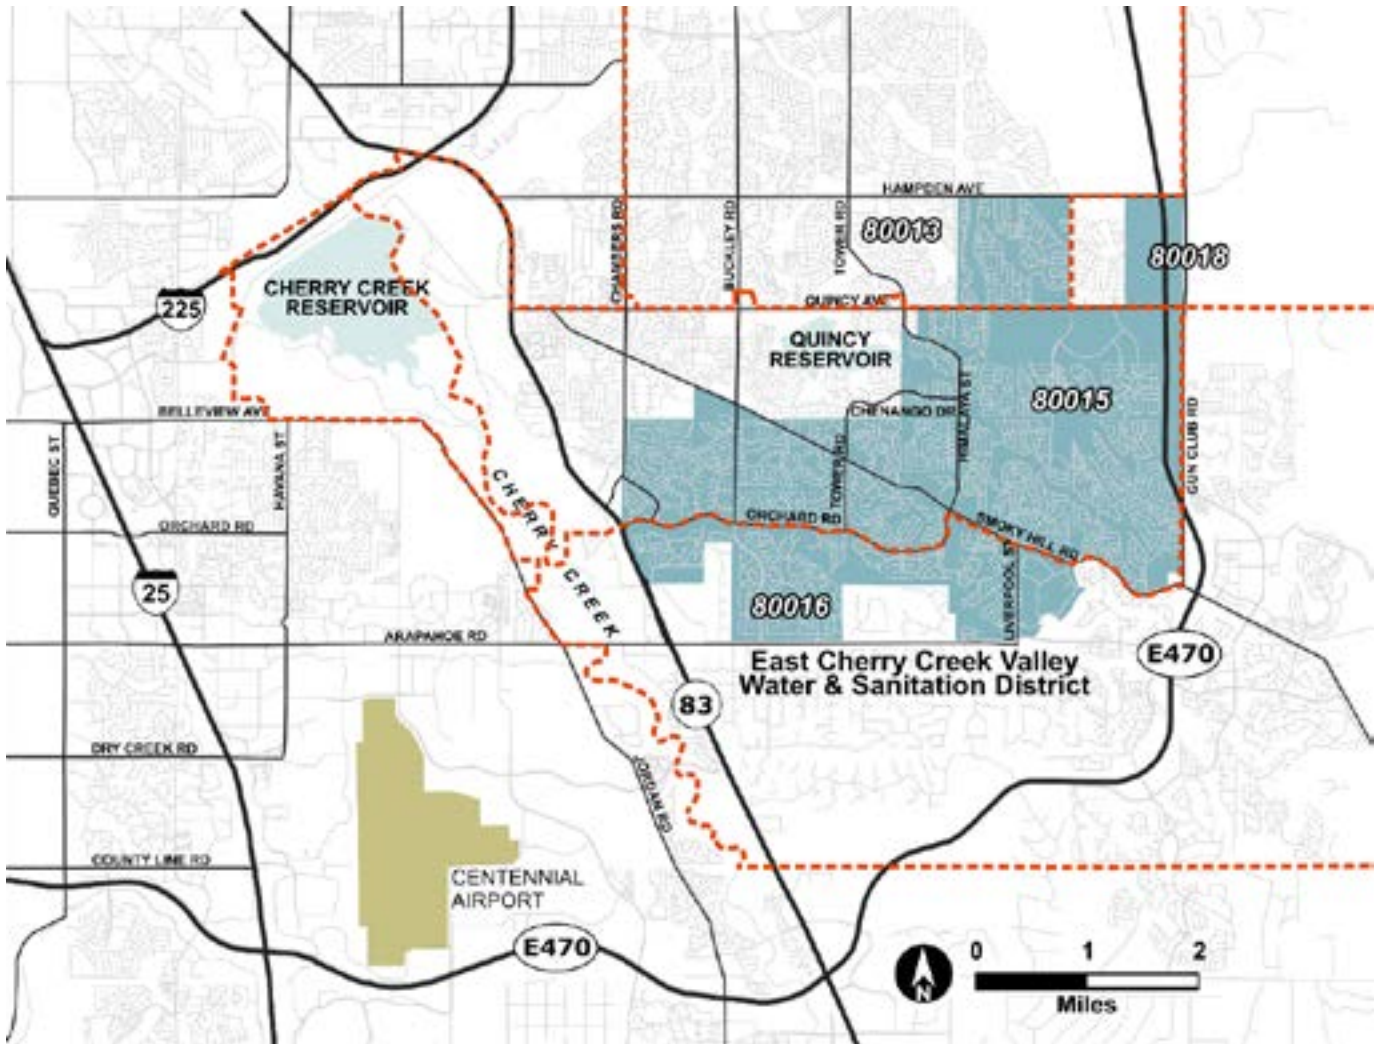 HAMPDEN AVE
CHAMBERS RD
BUCKLEY RD
TOWER RD
80013
80018
CHERRY CREEK
RESERVOIR
225
QUINCY AVE
QUINCY
RESERVOIR
80015
GUN CLUB RD
BELLEVIEW AVE
CHENANGO DR
HIMALAYA ST
QUEBEC ST
HAVANA ST
TOWER RD
CHERRY CREEK
ORCHARD RD
ORCHARD RD
SMOKY HILL RD
LIVERPOOL ST
25
80016
ARAPAHOE RD
East Cherry Creek Valley
Water & Sanitation District
E470
83
DRY CREEK RD
JORDAN RD
COUNTY LINE RD
CENTENNIAL
AIRPORT
E470
N
0 1 2
Miles